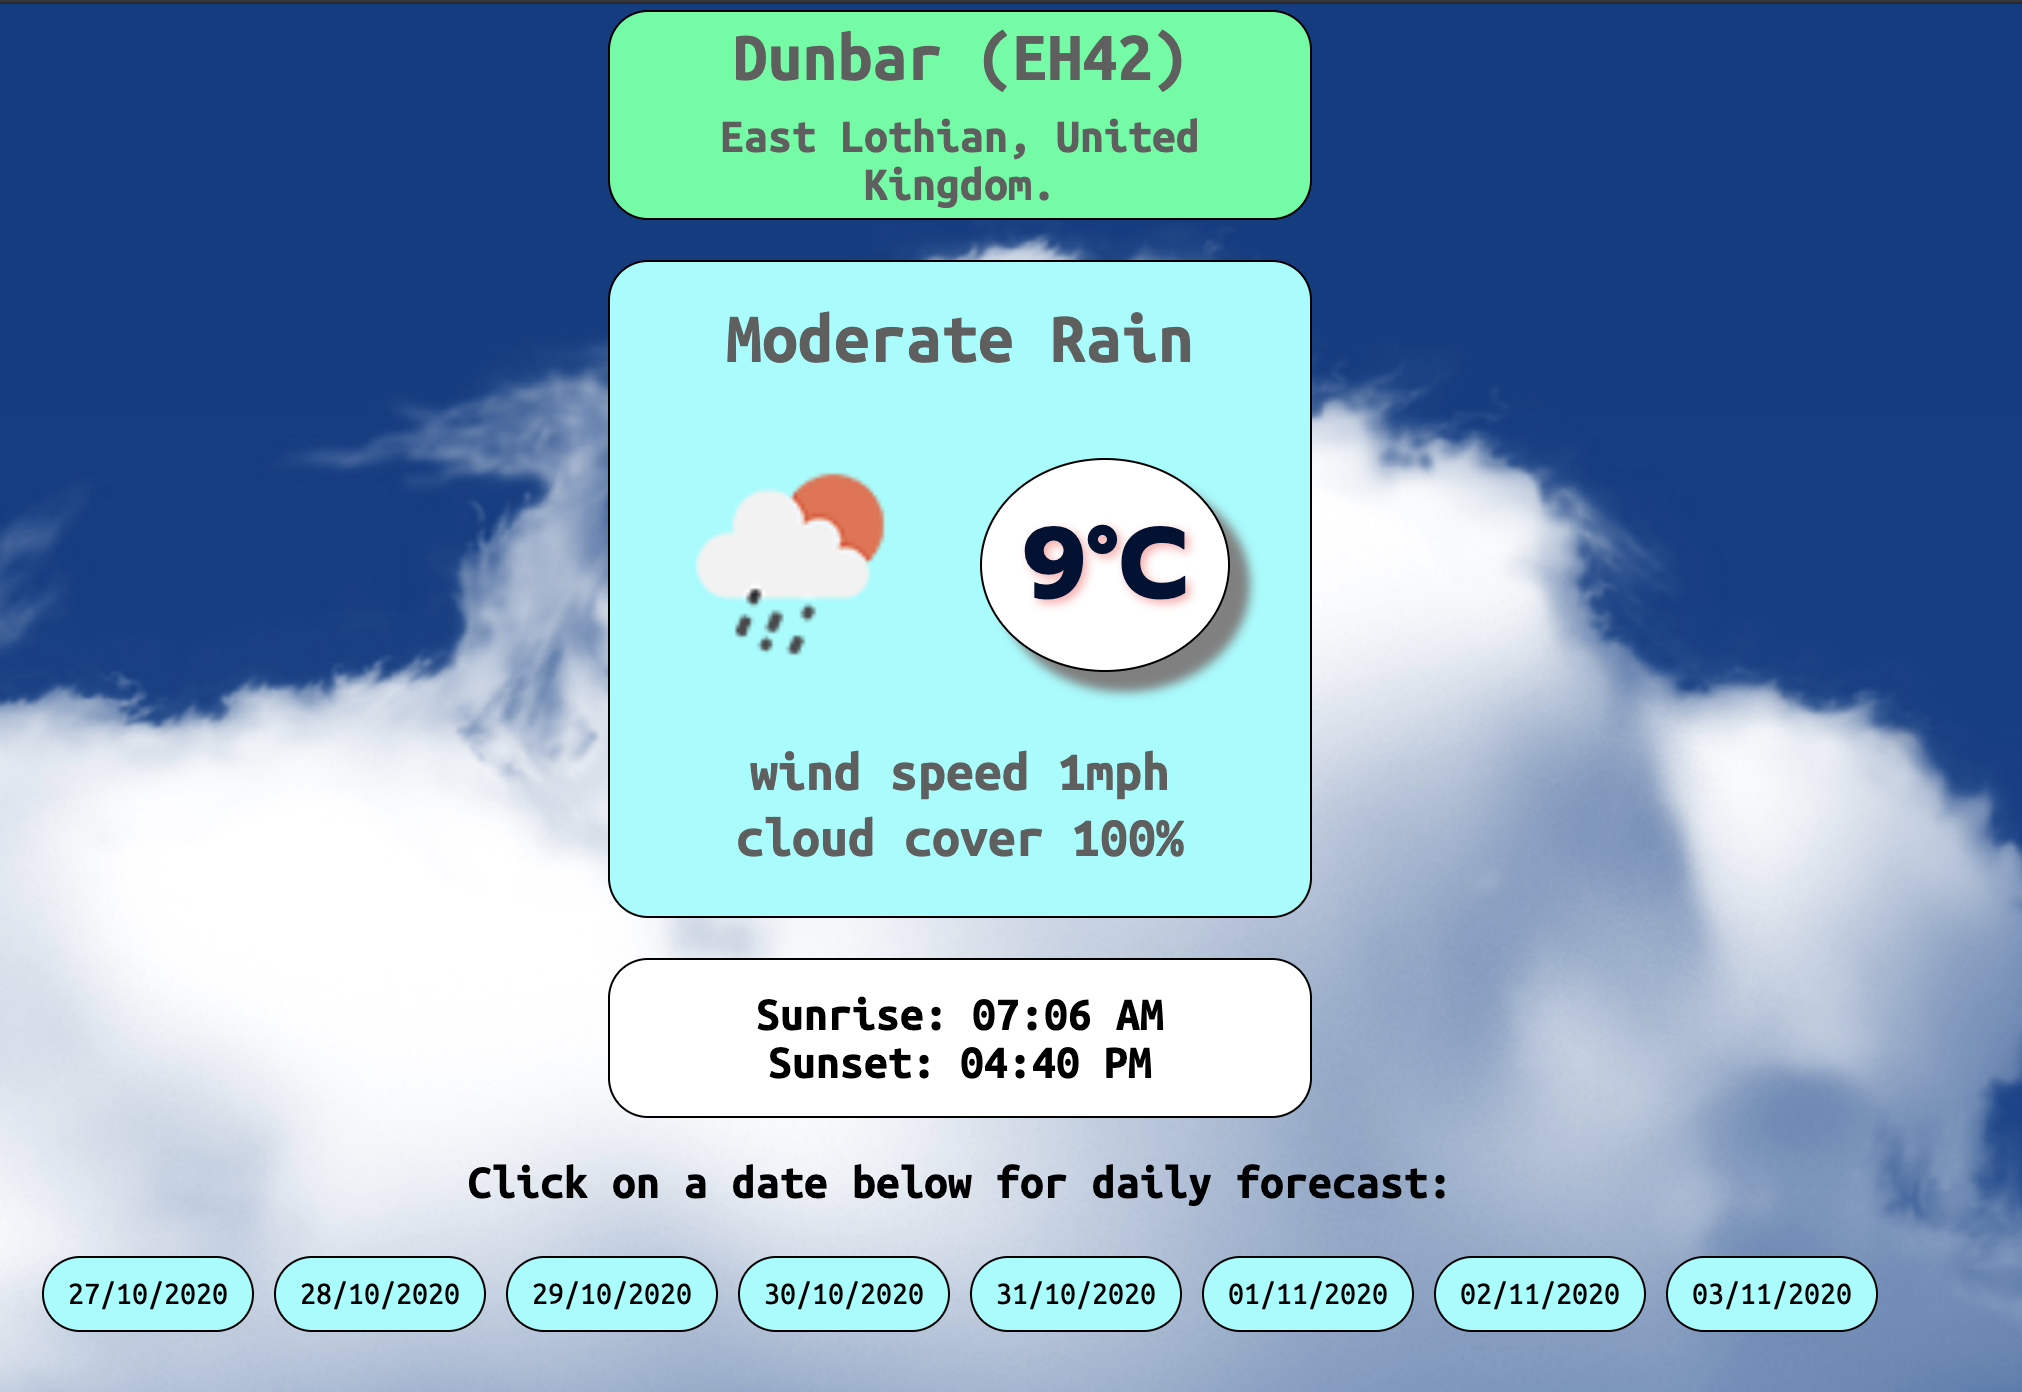 Dunbar (EH42)
East Lothian, United
Kingdom.
Moderate Rain
9°C
wind speed 1mph
cloud cover 100%
Sunrise: 07:06 AM
Sunset: 04:40 PM
Click on a date below for daily forecast:
27/10/2020 28/10/2020 29/10/2020 30/10/2020 31/10/2020 01/11/2020 02/11/2020 03/11/2020